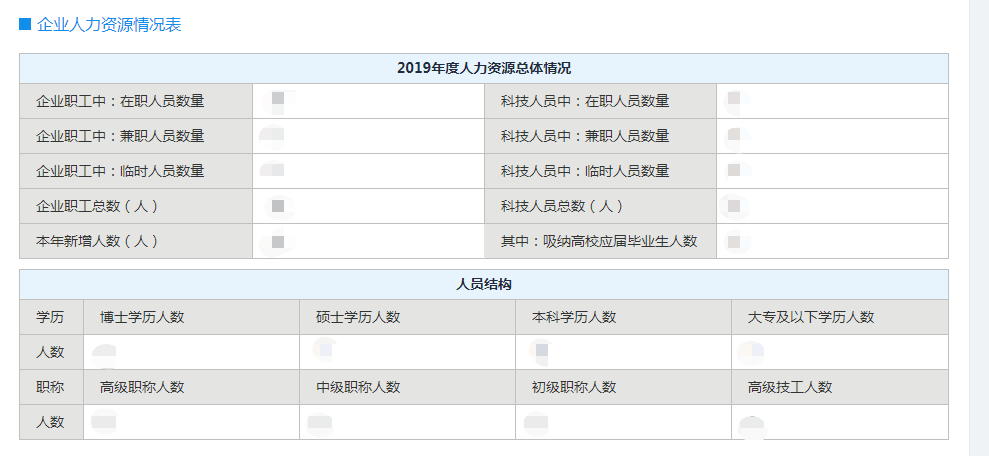 企业人力资源情况表
2019年度人力资源总体情况
企业职工中：在职人员数量 科技人员中：在职人员数量
企业职工中：兼职人员数量 科技人员中：兼职人员数量
企业职工中：临时人员数量 科技人员中：临时人员数量
企业职工总数（人） 科技人员总数（人）
本年新增人数（人） 其中：吸纳高校应届毕业生人数
人员结构
学历 博士学历人数 硕士学历人数 本科学历人数 大专及以下学历人数
人数
职称 高级职称人数 中级职称人数 初级职称人数 高级技工人数
人数